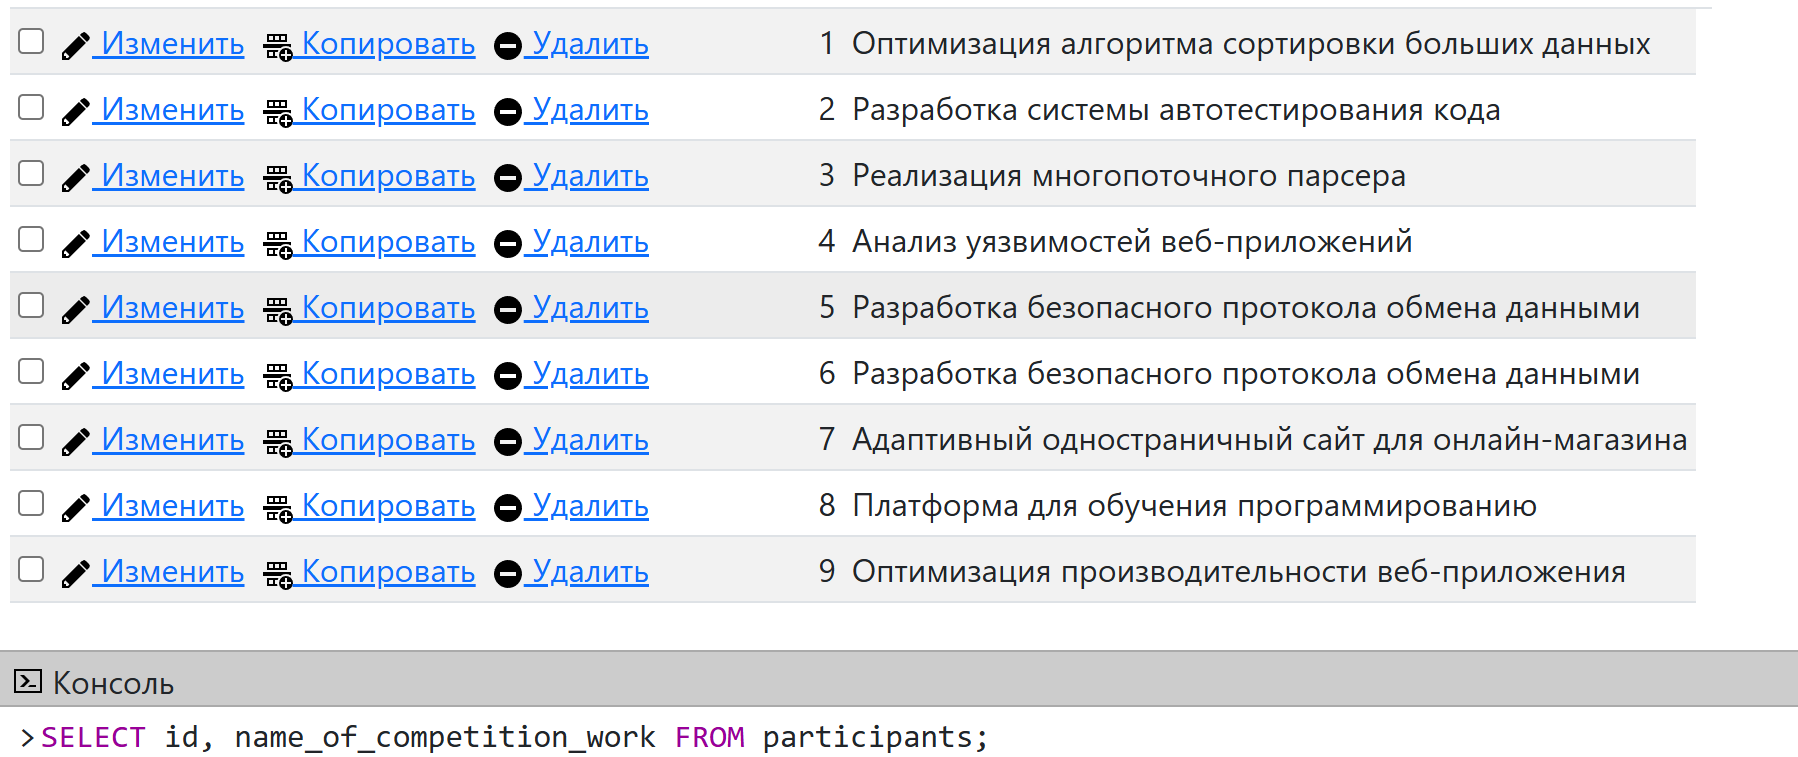 Изменить Копировать Удалить 1 Оптимизация алгоритма сортировки больших данных
Изменить Копировать Удалить 2 Разработка системы автотестирования кода
Изменить Копировать Удалить 3 Реализация многопоточного парсера
Изменить Копировать Удалить 4 Анализ уязвимостей веб-приложений
Изменить Копировать Удалить 5 Разработка безопасного протокола обмена данными
Изменить Копировать Удалить 6 Разработка безопасного протокола обмена данными
Изменить Копировать Удалить 7 Адаптивный одностраничный сайт для онлайн-магазина
Изменить Копировать Удалить 8 Платформа для обучения программированию
Изменить Копировать Удалить 9 Оптимизация производительности веб-приложения
Консоль
>SELECT id, name_of_competition_work FROM participants;